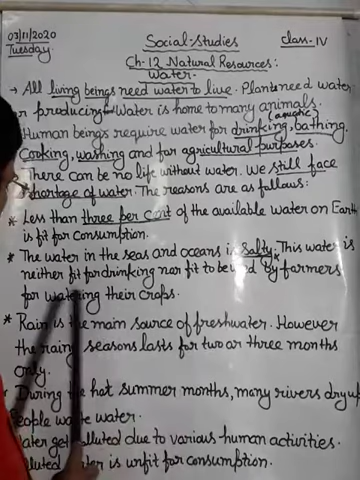 03/11/2020 Social-Studies Class-IV
Tuesday
Ch-12 Natural Resources:
Water-
→ All living beings need water to live. Plants need water
producing Water is home to many animals.
(aquatic)
Human beings require water for drinking, bathing,
Cooking, washing and for agricultural purposes.
There can be no life without water. We still face
shortage of water. The reasons are as follows:
* Less than three per cent of the available water on Earth
is fit for Consumption.
* The water in the seas and oceans is Salty. This water is
neither fit for drinking nor fit to be used by farmers
for watering their crops.
* Rain is the main source of freshwater. However
the rainy seasons lasts for two or three months
only.
During the hot summer months, many rivers dry up
People waste water.
Water get polluted due to various human activities.
Polluted water is unfit for consumption.